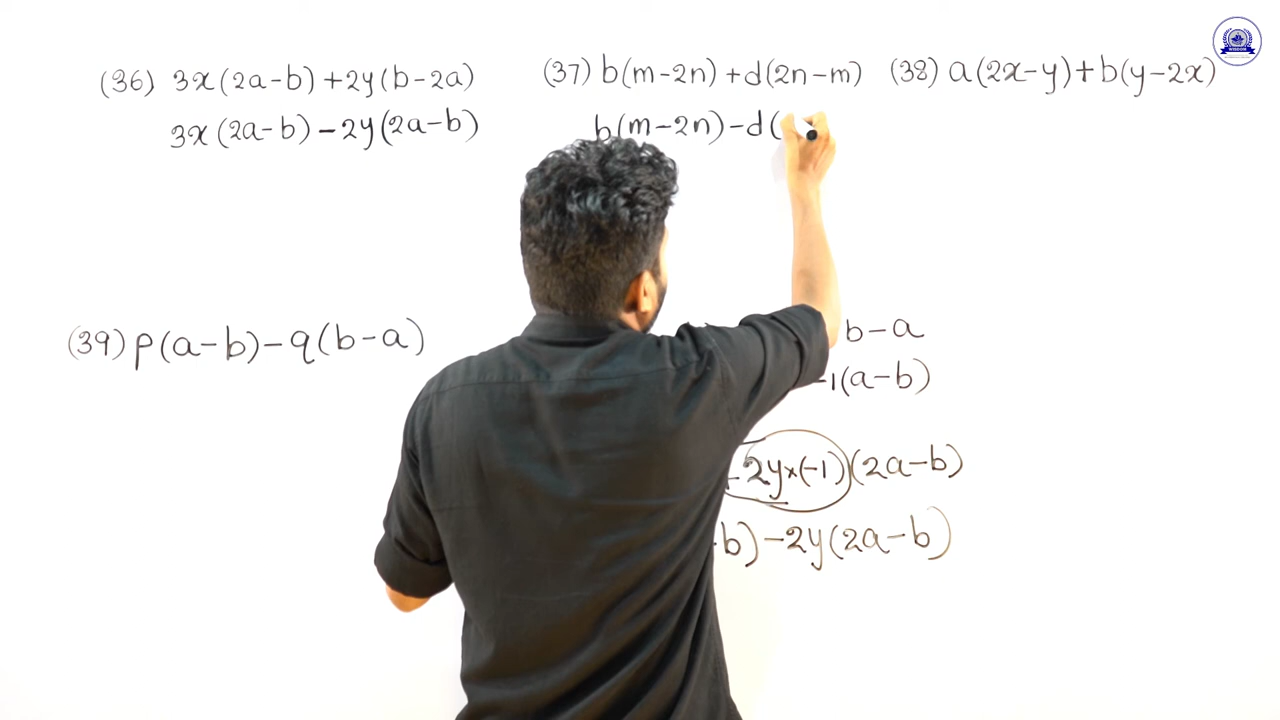 (36) 3x(2a-b)+2y(b-2a)
3x(2a-b)-2y(2a-b)
(37) b(m-2n)+d(2n-m)
b(m-2n)-d(
(38) a(2x-y)+b(y-2x)
(39) p(a-b)-q(b-a)
b-a
-1(a-b)
2y×(-1)(2a-b)
-b)-2y(2a-b)
WISDOM